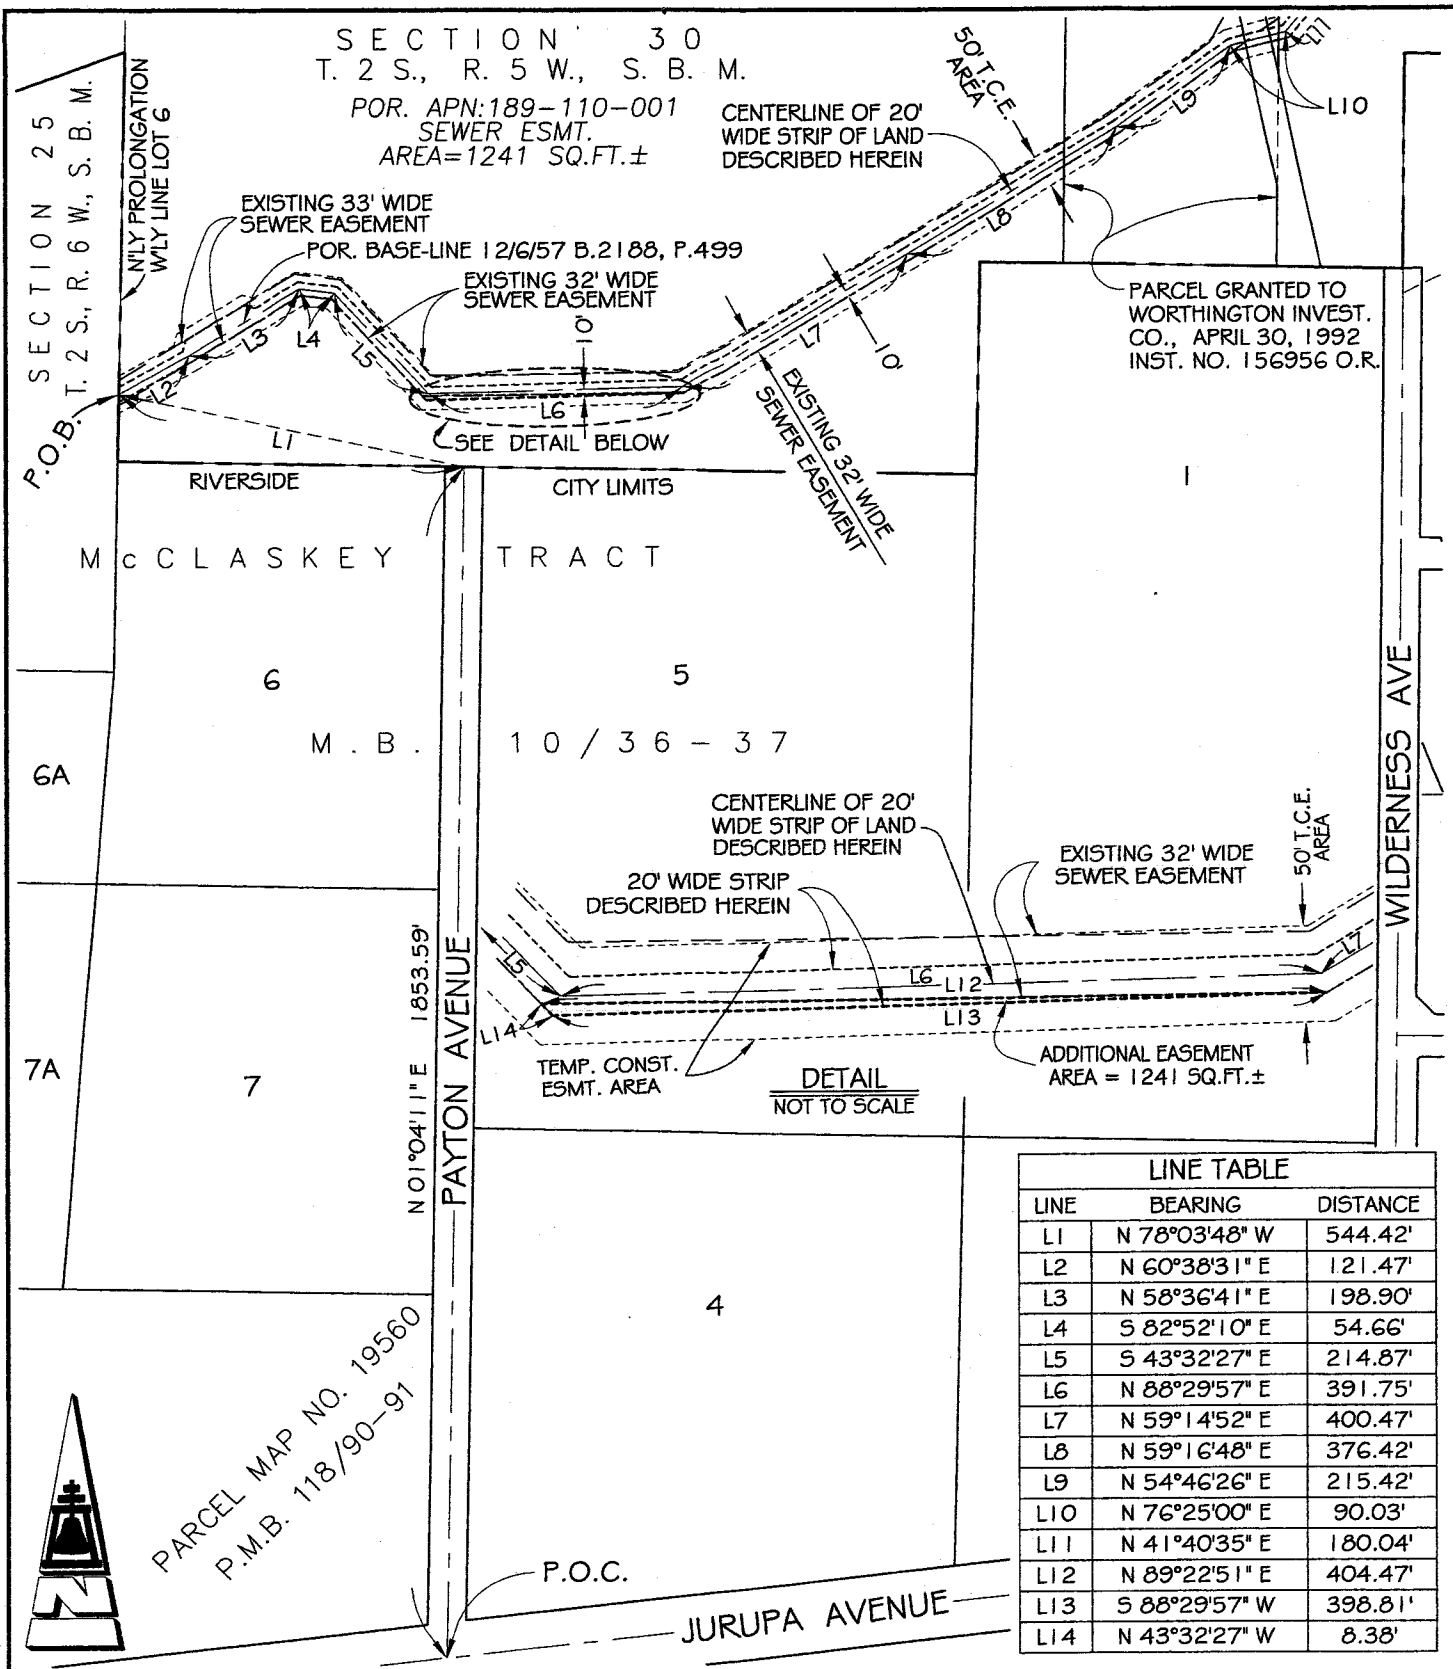 SECTION 30
T. 2 S., R. 5 W., S. B. M.
POR. APN:189-110-001
SEWER ESMT.
AREA=1241 SQ.FT.±
SECTION 25
T. 2 S., R. 6 W., S. B. M.
N'LY PROLONGATION
W'LY LINE LOT 6
50' T.C.E.
AREA
CENTERLINE OF 20'
WIDE STRIP OF LAND
DESCRIBED HEREIN
L11
L10
L9
L8
EXISTING 33' WIDE
SEWER EASEMENT
POR. BASE-LINE 12/6/57 B.2188, P.499
EXISTING 32' WIDE
SEWER EASEMENT
10'
PARCEL GRANTED TO
WORTHINGTON INVEST.
CO., APRIL 30, 1992
INST. NO. 156956 O.R.
L2
L3
L4
L5
L6
L7
10'
P.O.B.
L1
SEE DETAIL BELOW
EXISTING 32' WIDE
SEWER EASEMENT
RIVERSIDE
CITY LIMITS
1
McCLASKEY TRACT
6
5
M.B. 10/36-37
6A
WILDERNESS AVE
CENTERLINE OF 20'
WIDE STRIP OF LAND
DESCRIBED HEREIN
EXISTING 32' WIDE
SEWER EASEMENT
50' T.C.E.
AREA
20' WIDE STRIP
DESCRIBED HEREIN
L5
L6
L12
L7
L14
L13
TEMP. CONST.
ESMT. AREA
DETAIL
NOT TO SCALE
ADDITIONAL EASEMENT
AREA = 1241 SQ.FT.±
7A
7
N 01°04'11" E 1853.59'
PAYTON AVENUE
4
PARCEL MAP NO. 19560
P.M.B. 118/90-91
N
P.O.C.
JURUPA AVENUE
LINE TABLE
LINE BEARING DISTANCE
L1 N 78°03'48" W 544.42'
L2 N 60°38'31" E 121.47'
L3 N 58°36'41" E 198.90'
L4 S 82°52'10" E 54.66'
L5 S 43°32'27" E 214.87'
L6 N 88°29'57" E 391.75'
L7 N 59°14'52" E 400.47'
L8 N 59°16'48" E 376.42'
L9 N 54°46'26" E 215.42'
L10 N 76°25'00" E 90.03'
L11 N 41°40'35" E 180.04'
L12 N 89°22'51" E 404.47'
L13 S 88°29'57" W 398.81'
L14 N 43°32'27" W 8.38'